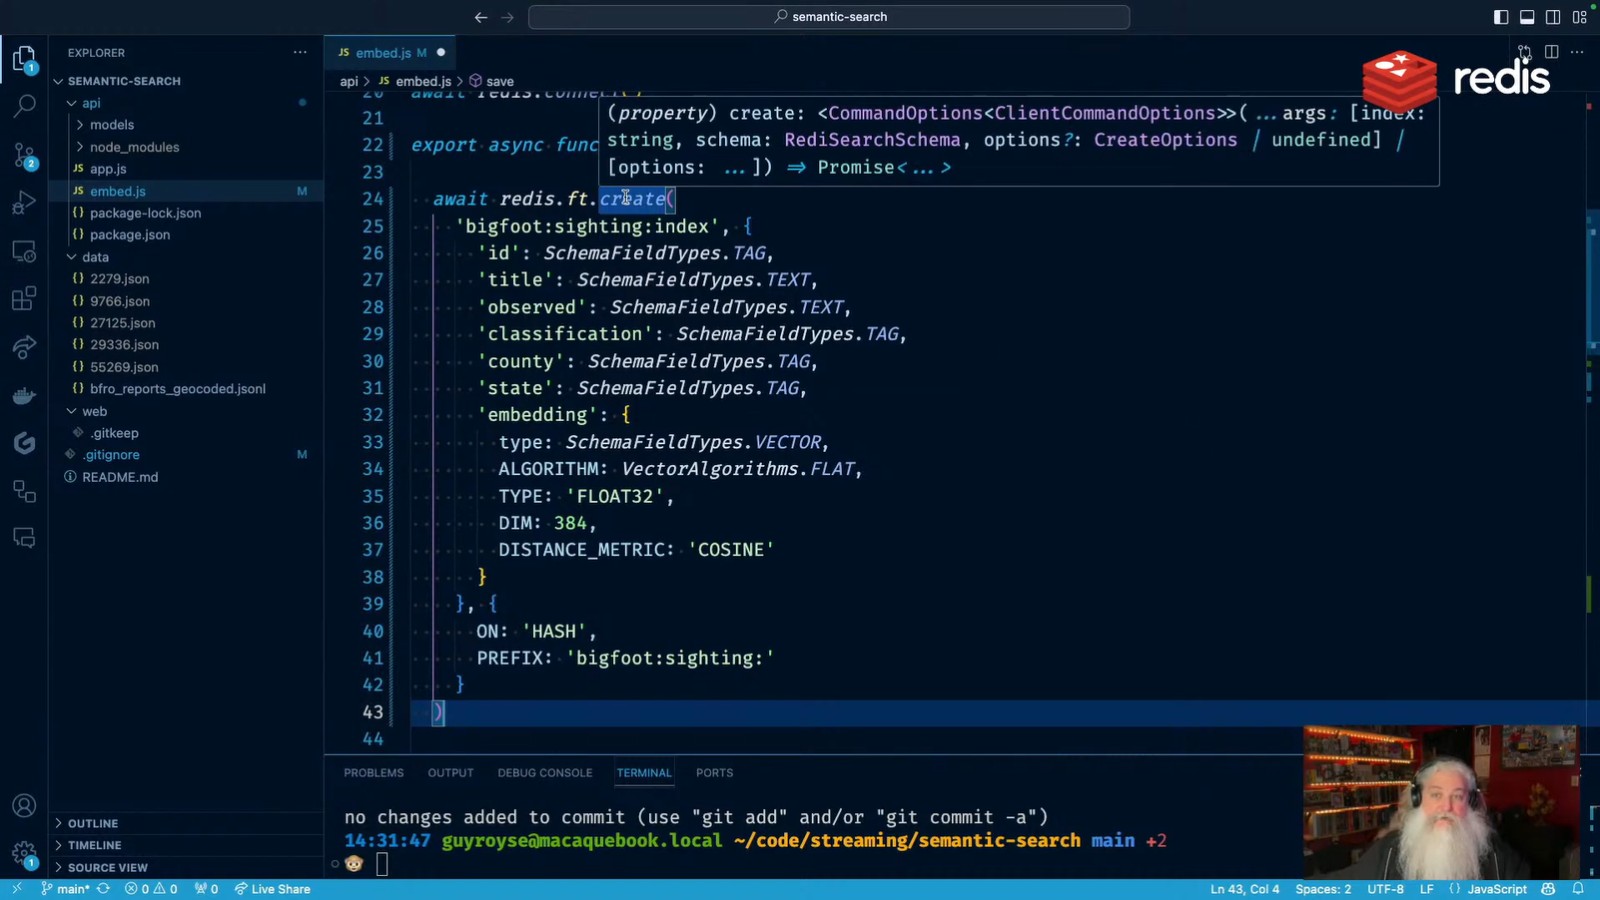 semantic-search
EXPLORER
SEMANTIC-SEARCH
api
models
node_modules
app.js
embed.js M
package-lock.json
package.json
data
2279.json
9766.json
27125.json
29336.json
55269.json
bfro_reports_geocoded.jsonl
web
.gitkeep
.gitignore M
README.md
OUTLINE
TIMELINE
SOURCE VIEW
1
2
1
JS embed.js M
api > JS embed.js > save
redis
20 await redis.connect()
21
22 export async func
(property) create: <CommandOptions<ClientCommandOptions>>(...args: [index:
string, schema: RediSearchSchema, options?: CreateOptions | undefined] |
[options: ...]) => Promise<...>
23
24 await redis.ft.create(
25 'bigfoot:sighting:index', {
26 'id': SchemaFieldTypes.TAG,
27 'title': SchemaFieldTypes.TEXT,
28 'observed': SchemaFieldTypes.TEXT,
29 'classification': SchemaFieldTypes.TAG,
30 'county': SchemaFieldTypes.TAG,
31 'state': SchemaFieldTypes.TAG,
32 'embedding': {
33 type: SchemaFieldTypes.VECTOR,
34 ALGORITHM: VectorAlgorithms.FLAT,
35 TYPE: 'FLOAT32',
36 DIM: 384,
37 DISTANCE_METRIC: 'COSINE'
38 }
39 }, {
40 ON: 'HASH',
41 PREFIX: 'bigfoot:sighting:'
42 }
43 )
44
PROBLEMS OUTPUT DEBUG CONSOLE TERMINAL PORTS
no changes added to commit (use "git add" and/or "git commit -a")
14:31:47 guyroyse@macaquebook.local ~/code/streaming/semantic-search main +2
main* 0 0 0 Live Share Ln 43, Col 4 Spaces: 2 UTF-8 LF {} JavaScript